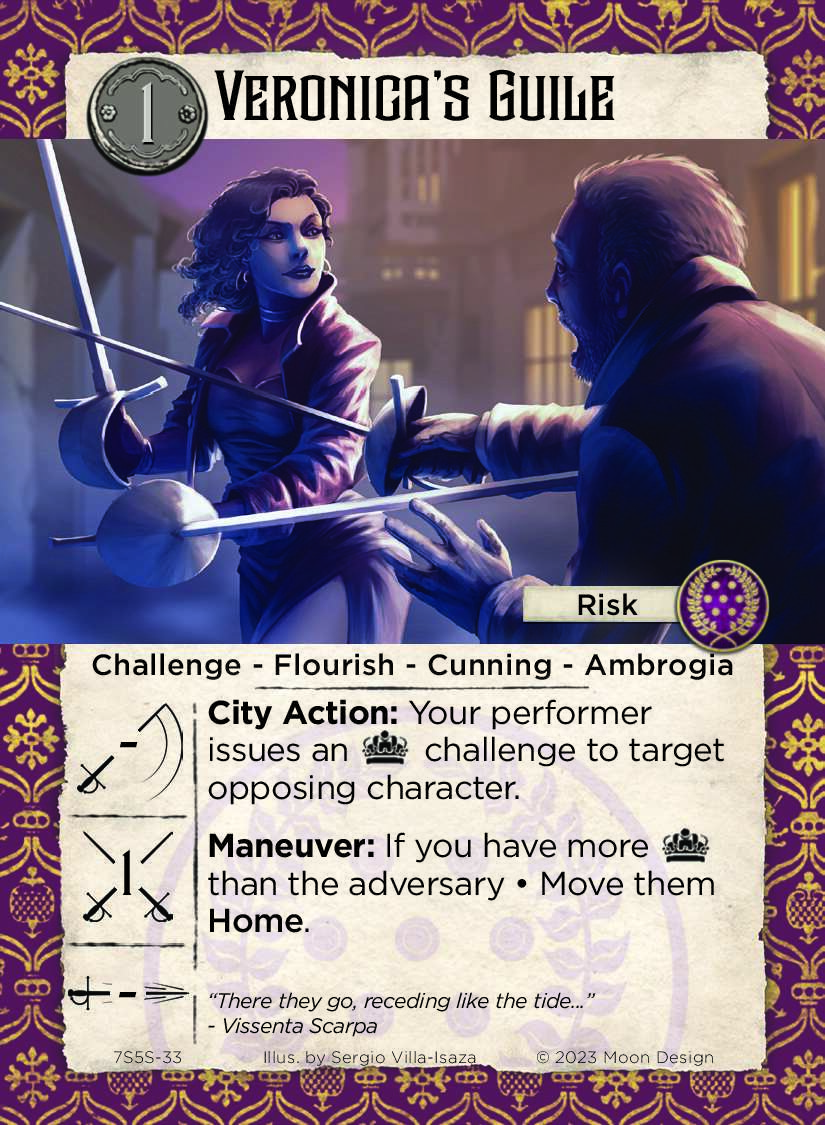 1
Veronica's Guile
Risk
Challenge - Flourish - Cunning - Ambrogia
-
City Action: Your performer
issues an challenge to target
opposing character.
1
Maneuver: If you have more
than the adversary • Move them
Home.
-
“There they go, receding like the tide...”
- Vissenta Scarpa
7S5S-33 Illus. by Sergio Villa-Isaza © 2023 Moon Design